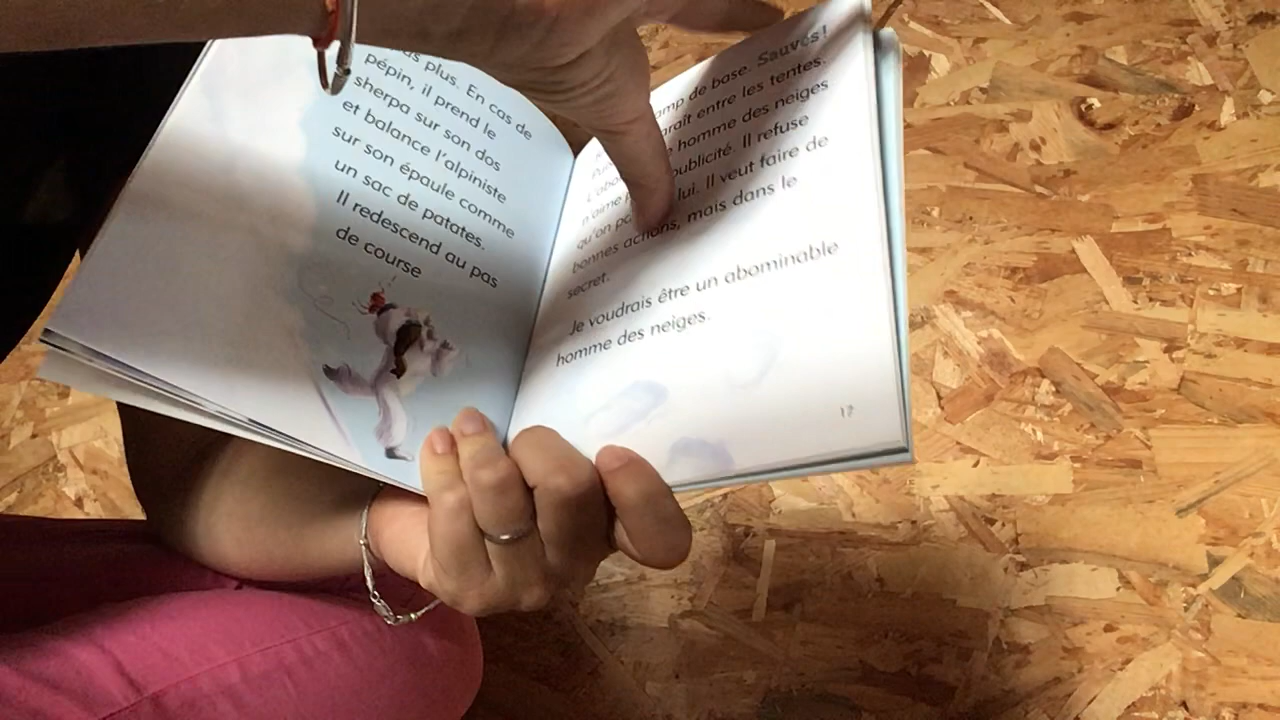 plus. En cas de
pépin, il prend le
sherpa sur son dos
et balance l'alpiniste
sur son épaule comme
un sac de patates.
Il redescend au pas
de course
de base. Sauvés!
entre les tentes.
homme des neiges
publicité. Il refuse
lui. Il veut faire de
bonnes actions, mais dans le
secret.
Je voudrais être un abominable
homme des neiges.
17